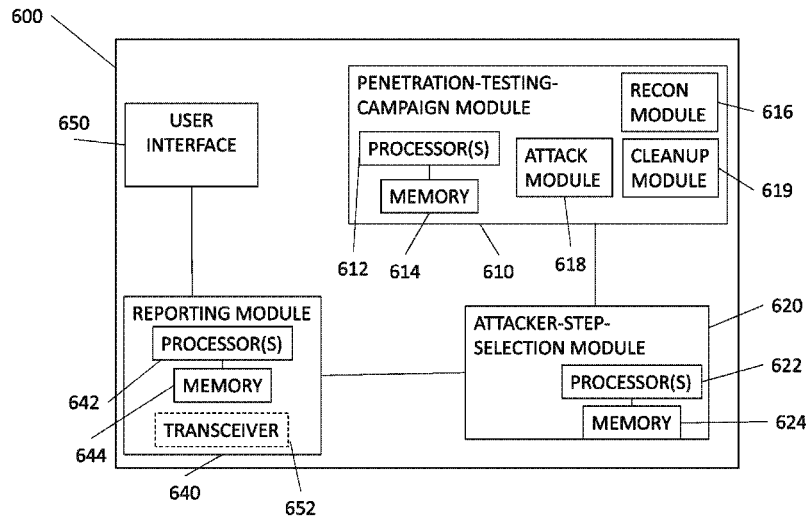 600
650
USER
INTERFACE
PENETRATION-TESTING-
CAMPAIGN MODULE
PROCESSOR(S)
MEMORY
ATTACK
MODULE
RECON
MODULE
CLEANUP
MODULE
616
619
612
614
610
618
REPORTING MODULE
PROCESSOR(S)
MEMORY
TRANSCEIVER
642
644
640
652
ATTACKER-STEP-
SELECTION MODULE
PROCESSOR(S)
MEMORY
620
622
624